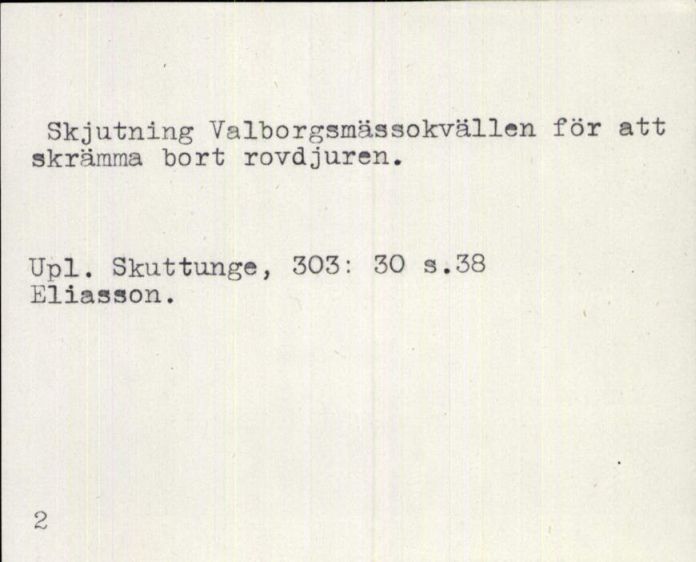 Skjutning Valborgsmässokvällen för att
skrämma bort rovdjuren.
Upl. Skuttunge, 303: 30 s.38
Eliasson.
2